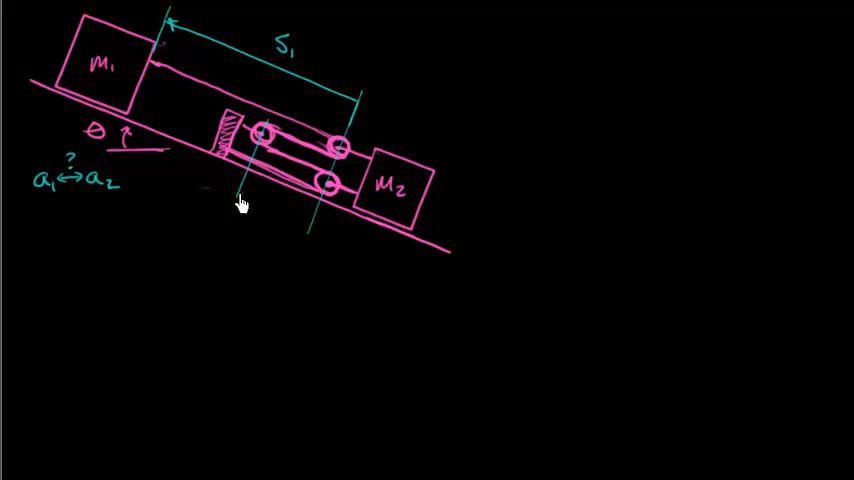 S₁
m₁
θ
?
a₁ ↔ a₂
m₂